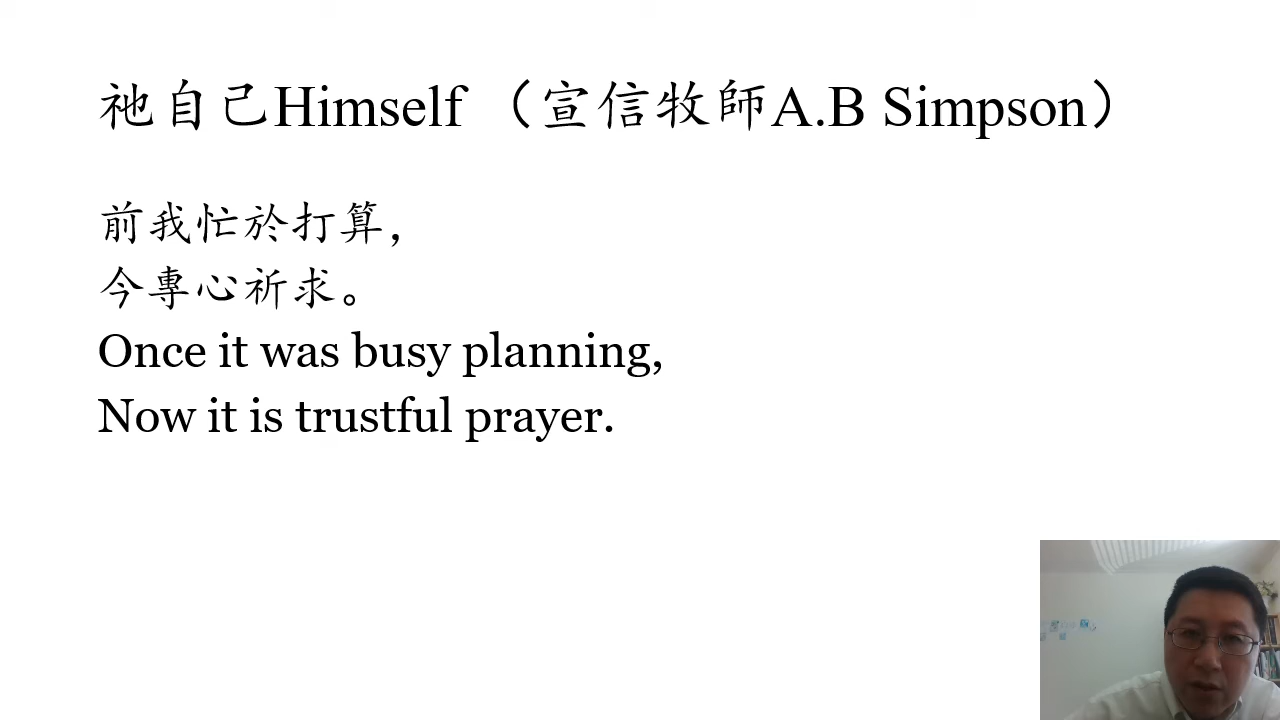 祂自己Himself（宣信牧師A.B Simpson）
前我忙於打算，
今專心祈求。
Once it was busy planning,
Now it is trustful prayer.